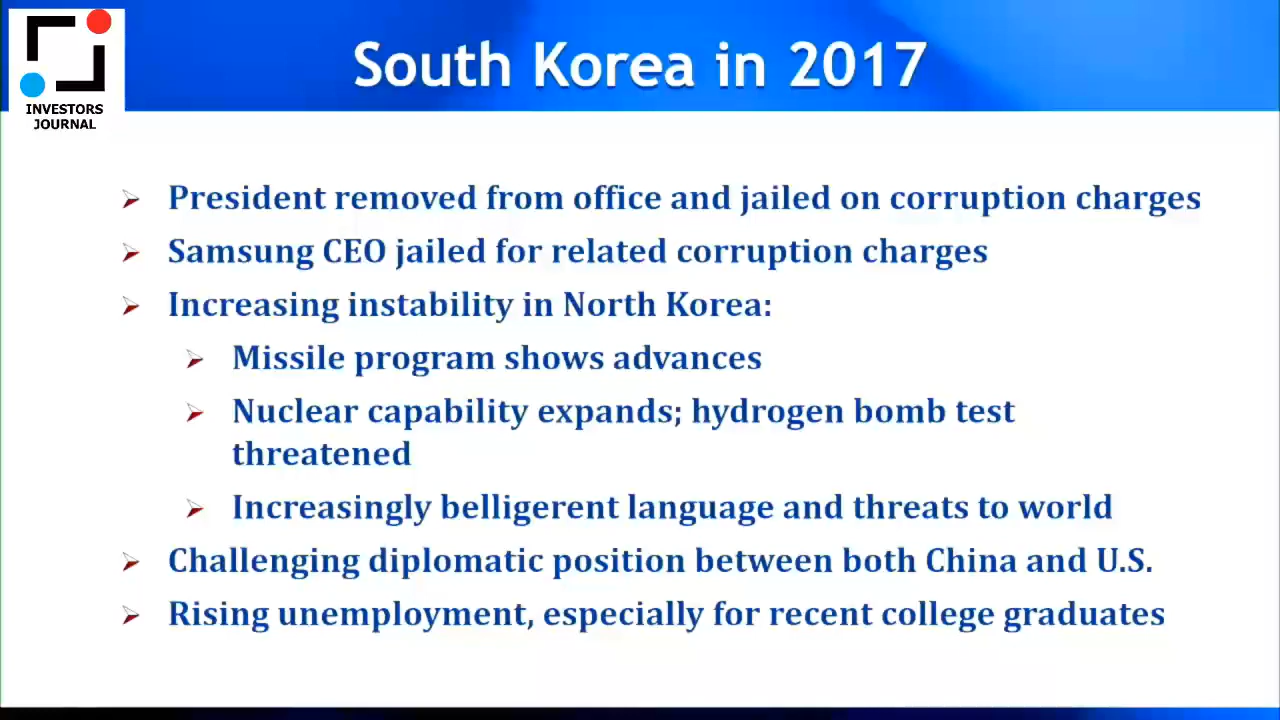 INVESTORS
JOURNAL
South Korea in 2017
President removed from office and jailed on corruption charges
Samsung CEO jailed for related corruption charges
Increasing instability in North Korea:
Missile program shows advances
Nuclear capability expands; hydrogen bomb test
threatened
Increasingly belligerent language and threats to world
Challenging diplomatic position between both China and U.S.
Rising unemployment, especially for recent college graduates